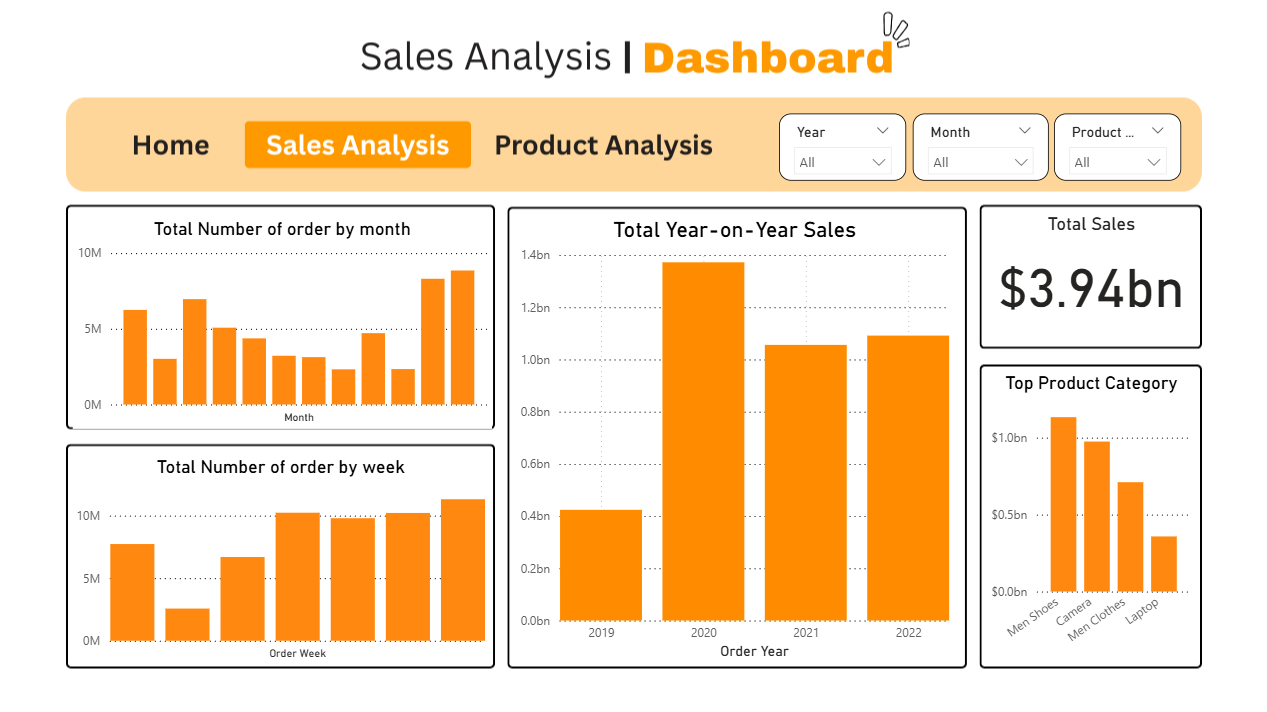 Sales Analysis | Dashboard
Home
Sales Analysis
Product Analysis
Year
All
Month
All
Product ...
All
Total Number of order by month
10M
5M
0M
Month
Total Number of order by week
10M
5M
0M
Order Week
Total Year-on-Year Sales
1.4bn
1.2bn
1.0bn
0.8bn
0.6bn
0.4bn
0.2bn
0.0bn
2019 2020 2021 2022
Order Year
Total Sales
$3.94bn
Top Product Category
$1.0bn
$0.5bn
$0.0bn
Men Shoes
Camera
Men Clothes
Laptop